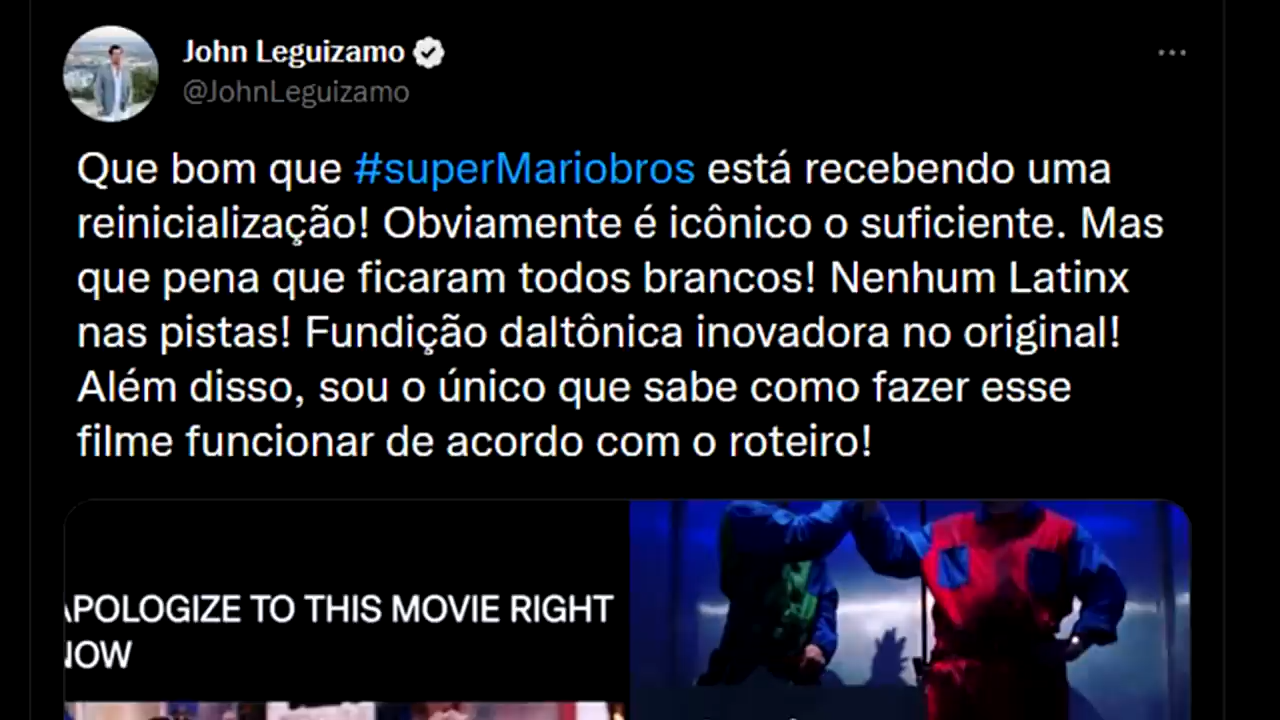 John Leguizamo
@JohnLeguizamo
Que bom que #superMariobros está recebendo uma
reinicialização! Obviamente é icônico o suficiente. Mas
que pena que ficaram todos brancos! Nenhum Latinx
nas pistas! Fundição daltônica inovadora no original!
Além disso, sou o único que sabe como fazer esse
filme funcionar de acordo com o roteiro!
APOLOGIZE TO THIS MOVIE RIGHT
NOW